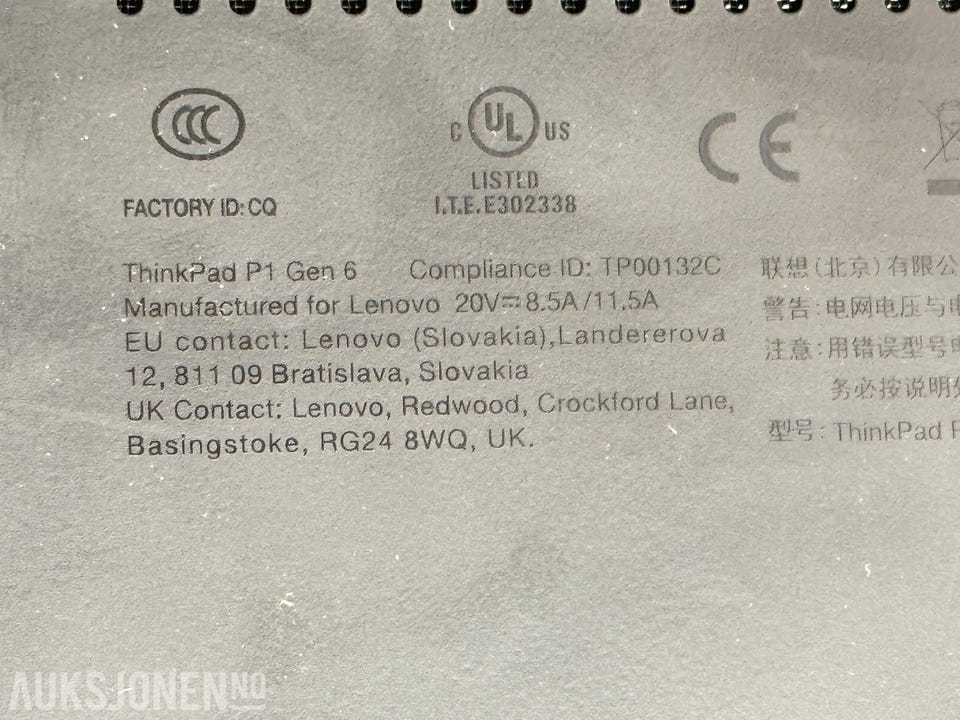 CCC
C UL US
LISTED
I.T.E. E302338
CE
FACTORY ID: CQ
ThinkPad P1 Gen 6 Compliance ID: TP00132C
Manufactured for Lenovo 20V⎓8.5A/11.5A
EU contact: Lenovo (Slovakia),Landererova
12, 811 09 Bratislava, Slovakia
UK Contact: Lenovo, Redwood, Crockford Lane,
Basingstoke, RG24 8WQ, UK.
联想(北京)有限公
警告:电网电压与
注意:用错误型号
务必按说明
型号: ThinkPad
AUKSJONEN.NO